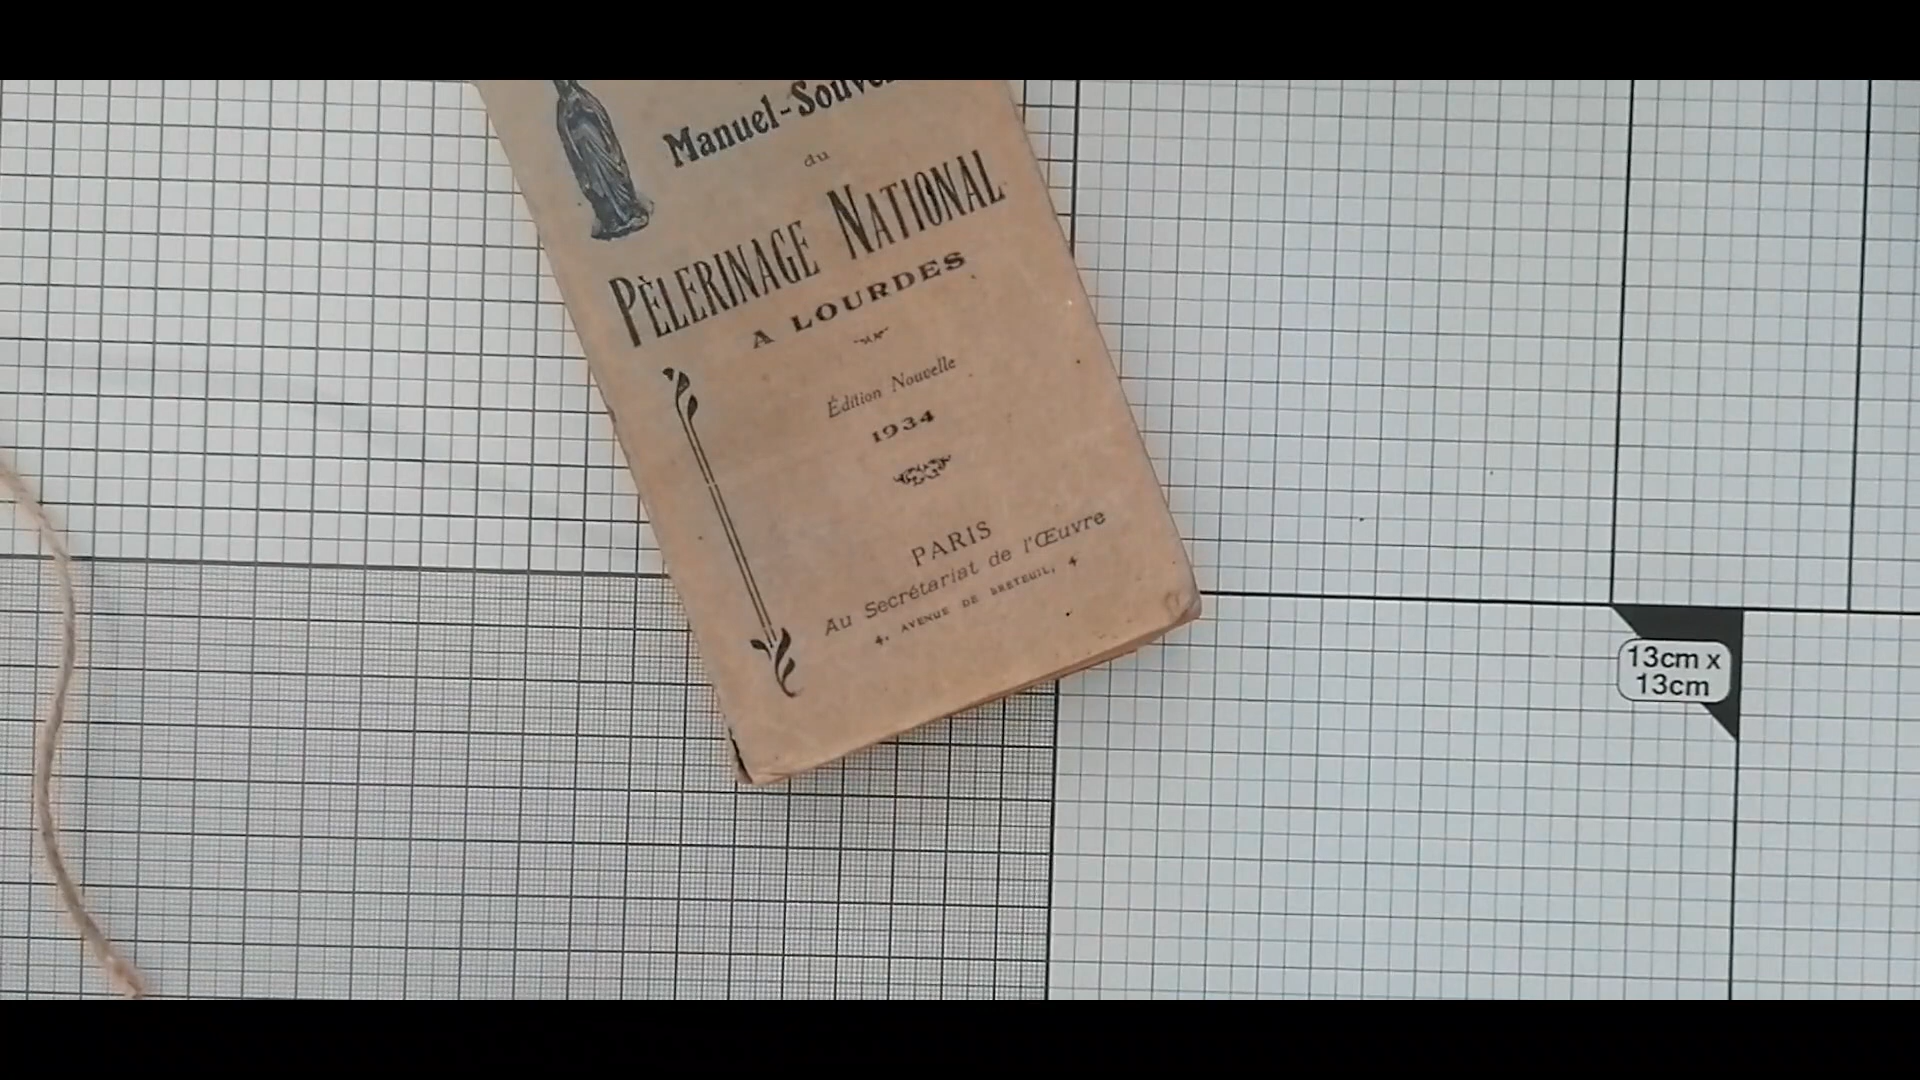 Manuel-Souve
du
PÈLERINAGE NATIONAL
A LOURDES
Édition Nouvelle
1934
PARIS
Au Secrétariat de l'Œuvre
4, AVENUE DE BRETEUIL, 4
13cm x
13cm